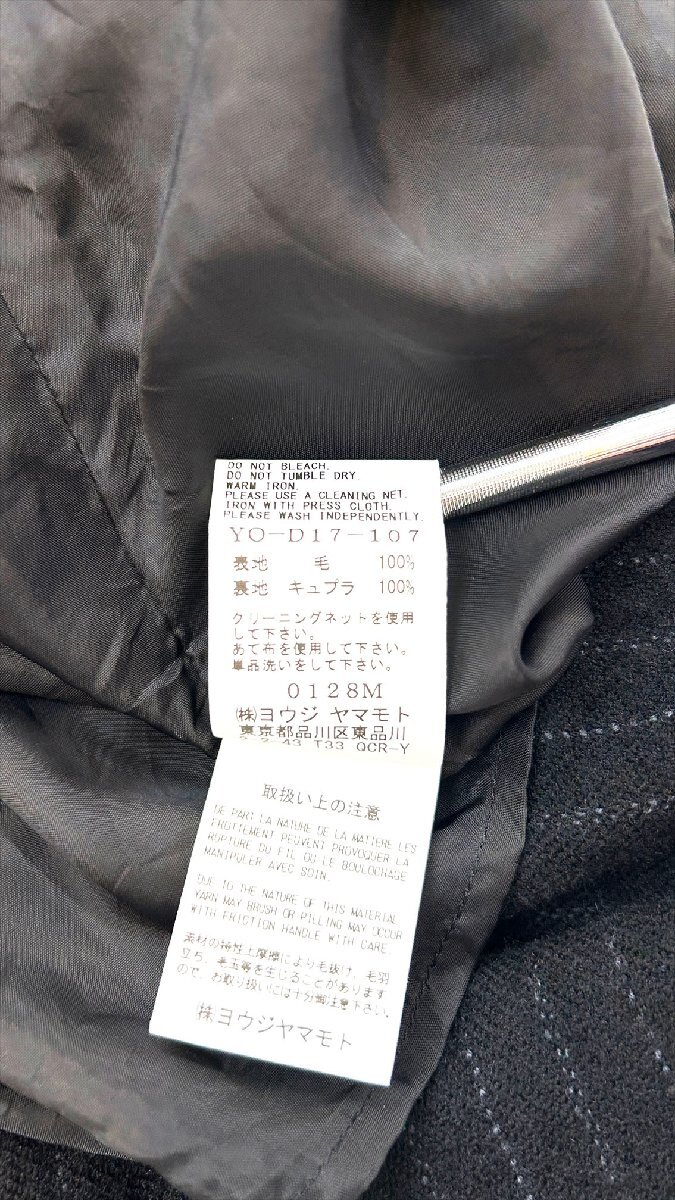 DO NOT BLEACH.
DO NOT TUMBLE DRY.
WARM IRON.
PLEASE USE A CLEANING NET.
IRON WITH PRESS CLOTH.
PLEASE WASH INDEPENDENTLY.
YO-D17-107
表地 毛 100%
裏地 キュプラ 100%
クリーニングネットを使用
して下さい。
あて布を使用して下さい。
単品洗いをして下さい。
0128M
㈱ヨウジ ヤマモト
東京都品川区東品川
2-2-43 T33 QCR-Y
取扱い上の注意
DE PART LA NATURE DE LA MATIERE LES
FROTTEMENT PEUVENT PROVOQUER LA
RUPTURE DU FIL OU LE BOULOCHAGE
MANIPULER AVEC SOIN.
DUE TO THE NATURE OF THIS MATERIAL
YARN MAY BRUSH OR PILLING MAY OCCUR
WITH FRICTION HANDLE WITH CARE.
素材の特性上摩擦により毛抜け、毛羽
立ち、毛玉等を生じることがあります
ので、お取り扱いには十分御注意下さい。
㈱ヨウジヤマモト